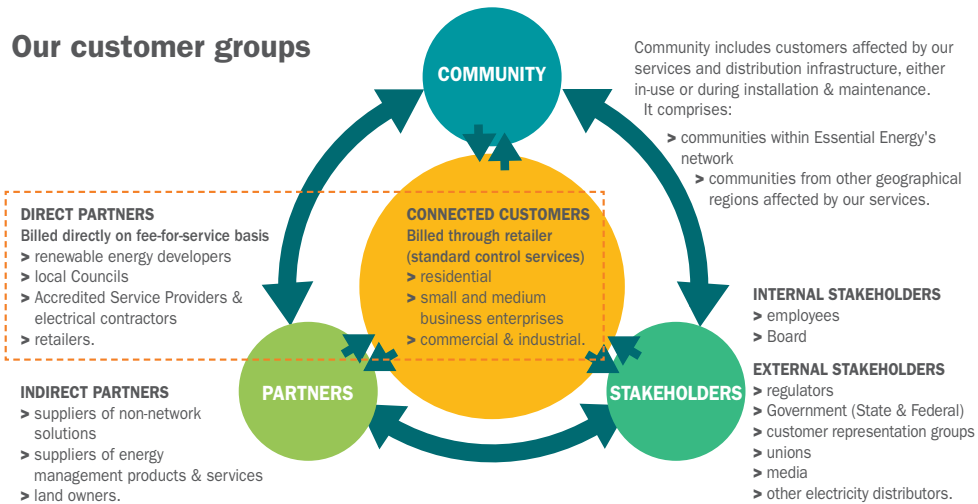 Our customer groups
COMMUNITY
Community includes customers affected by our
services and distribution infrastructure, either
in-use or during installation & maintenance.
It comprises:
> communities within Essential Energy's
network
> communities from other geographical
regions affected by our services.
DIRECT PARTNERS
Billed directly on fee-for-service basis
> renewable energy developers
> local Councils
> Accredited Service Providers &
electrical contractors
> retailers.
CONNECTED CUSTOMERS
Billed through retailer
(standard control services)
> residential
> small and medium
business enterprises
> commercial & industrial.
PARTNERS
STAKEHOLDERS
INDIRECT PARTNERS
> suppliers of non-network
solutions
> suppliers of energy
management products & services
> land owners.
INTERNAL STAKEHOLDERS
> employees
> Board
EXTERNAL STAKEHOLDERS
> regulators
> Government (State & Federal)
> customer representation groups
> unions
> media
> other electricity distributors.